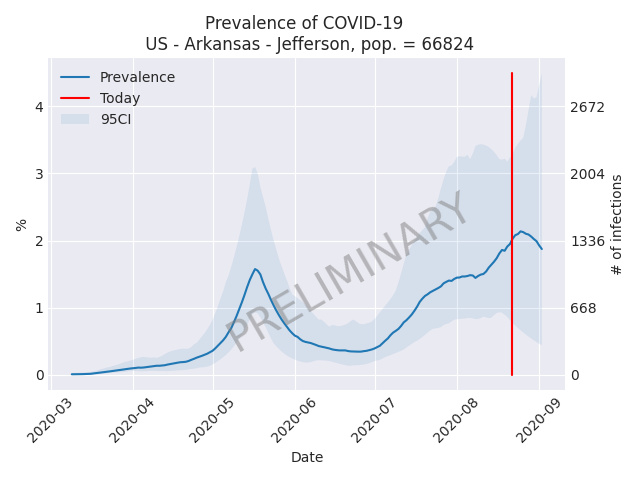 Prevalence of COVID-19
US - Arkansas - Jefferson, pop. = 66824
Prevalence
Today
95CI
PRELIMINARY
%
4
3
2
1
0
2672
2004
1336
668
0
# of infections
2020-03
2020-04
2020-05
2020-06
2020-07
2020-08
2020-09
Date